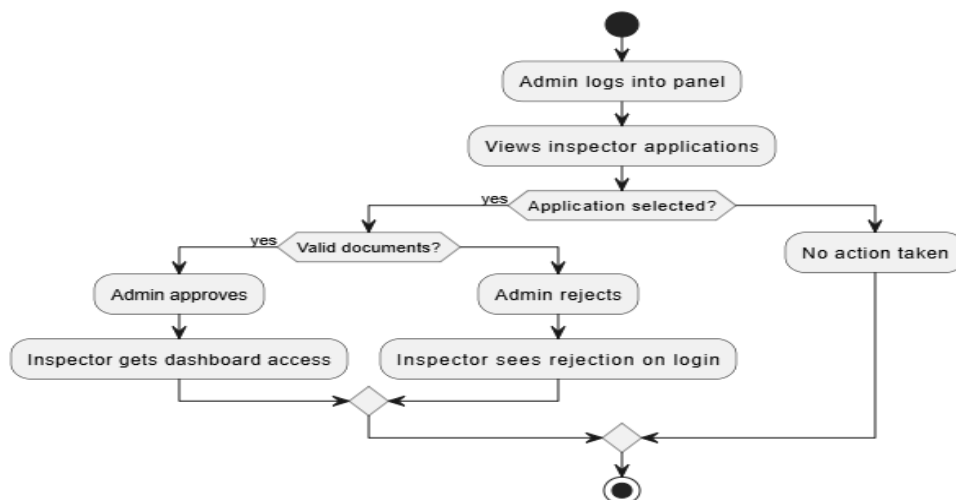 Admin logs into panel
Views inspector applications
yes
Application selected?
yes
Valid documents?
No action taken
Admin approves
Admin rejects
Inspector gets dashboard access
Inspector sees rejection on login